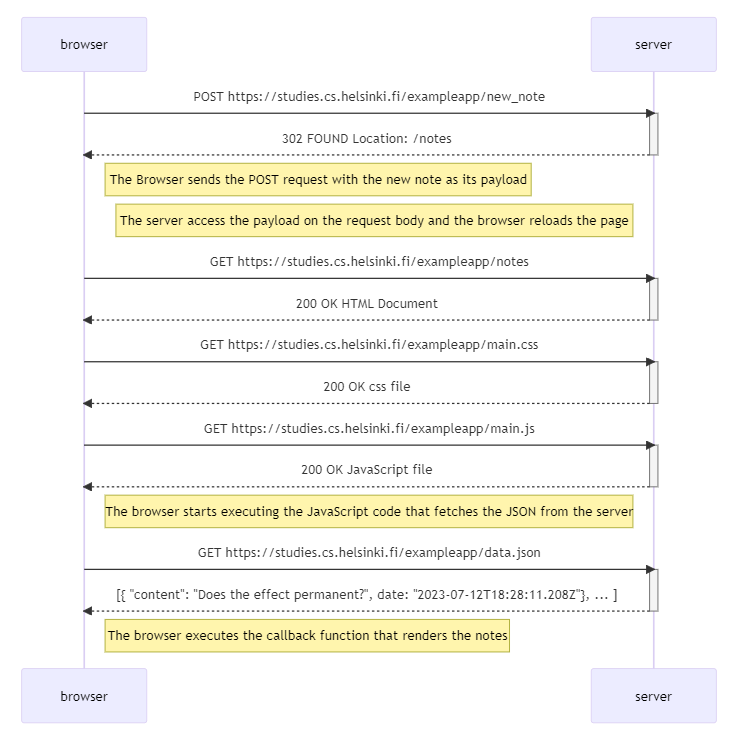 browser
server
POST https://studies.cs.helsinki.fi/exampleapp/new_note
302 FOUND Location: /notes
The Browser sends the POST request with the new note as its payload
The server access the payload on the request body and the browser reloads the page
GET https://studies.cs.helsinki.fi/exampleapp/notes
200 OK HTML Document
GET https://studies.cs.helsinki.fi/exampleapp/main.css
200 OK css file
GET https://studies.cs.helsinki.fi/exampleapp/main.js
200 OK JavaScript file
The browser starts executing the JavaScript code that fetches the JSON from the server
GET https://studies.cs.helsinki.fi/exampleapp/data.json
[{ "content": "Does the effect permanent?", date: "2023-07-12T18:28:11.208Z"}, ... ]
The browser executes the callback function that renders the notes
browser
server